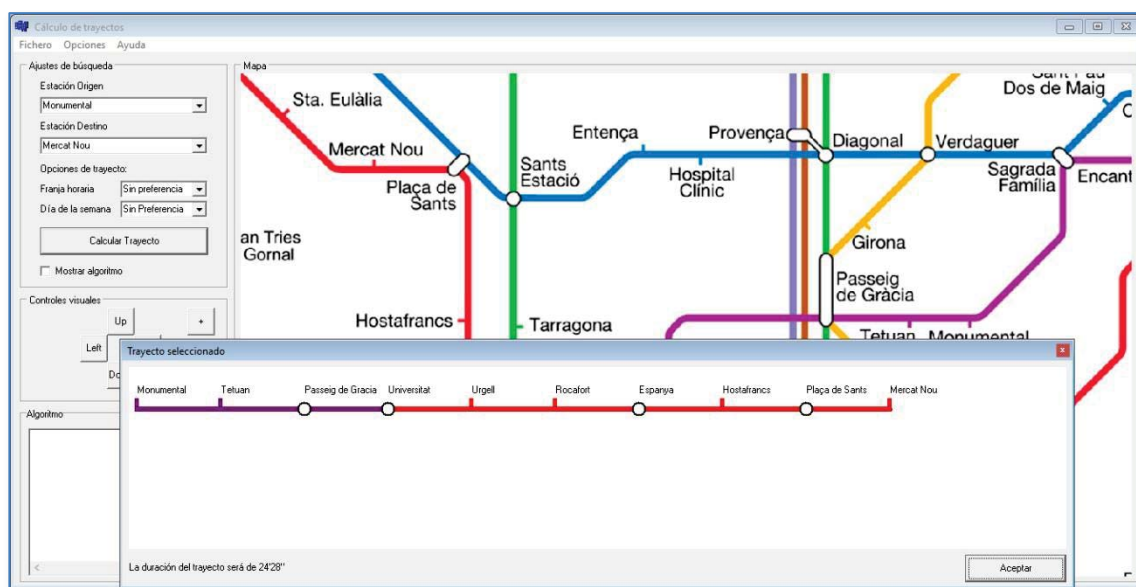 Cálculo de trayectos
Fichero Opciones Ayuda
Ajustes de búsqueda
Estación Origen
Monumental
Estación Destino
Mercat Nou
Opciones de trayecto:
Franja horaria Sin preferencia
Día de la semana Sin Preferencia
Calcular Trayecto
Mostrar algoritmo
Controles visuales
Up +
Left
Algoritmo
Mapa
Sta. Eulàlia
Mercat Nou
Plaça de
Sants
Sants
Estació
Entença
Hospital
Clínic
Provença
Diagonal
Verdaguer
Dos de Maig
Sagrada
Família
Encant
an Tries
Gornal
Girona
Passeig
de Gràcia
Hostafrancs
Tarragona
Tetuan Monumental
Trayecto seleccionado
Monumental Tetuan Passeig de Gracia Universitat Urgell Rocafort Espanya Hostafrancs Plaça de Sants Mercat Nou
La duración del trayecto será de 24'28"
Aceptar